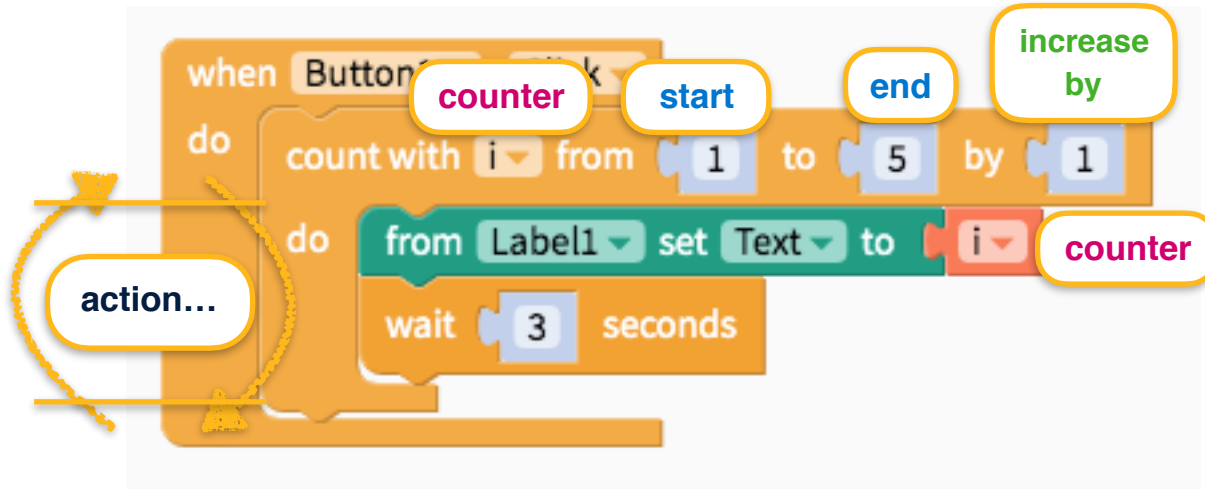 increase
by
counter
start
end
when Button
do
count with i from 1 to 5 by 1
do
from Label1 set Text to i
counter
action...
wait 3 seconds